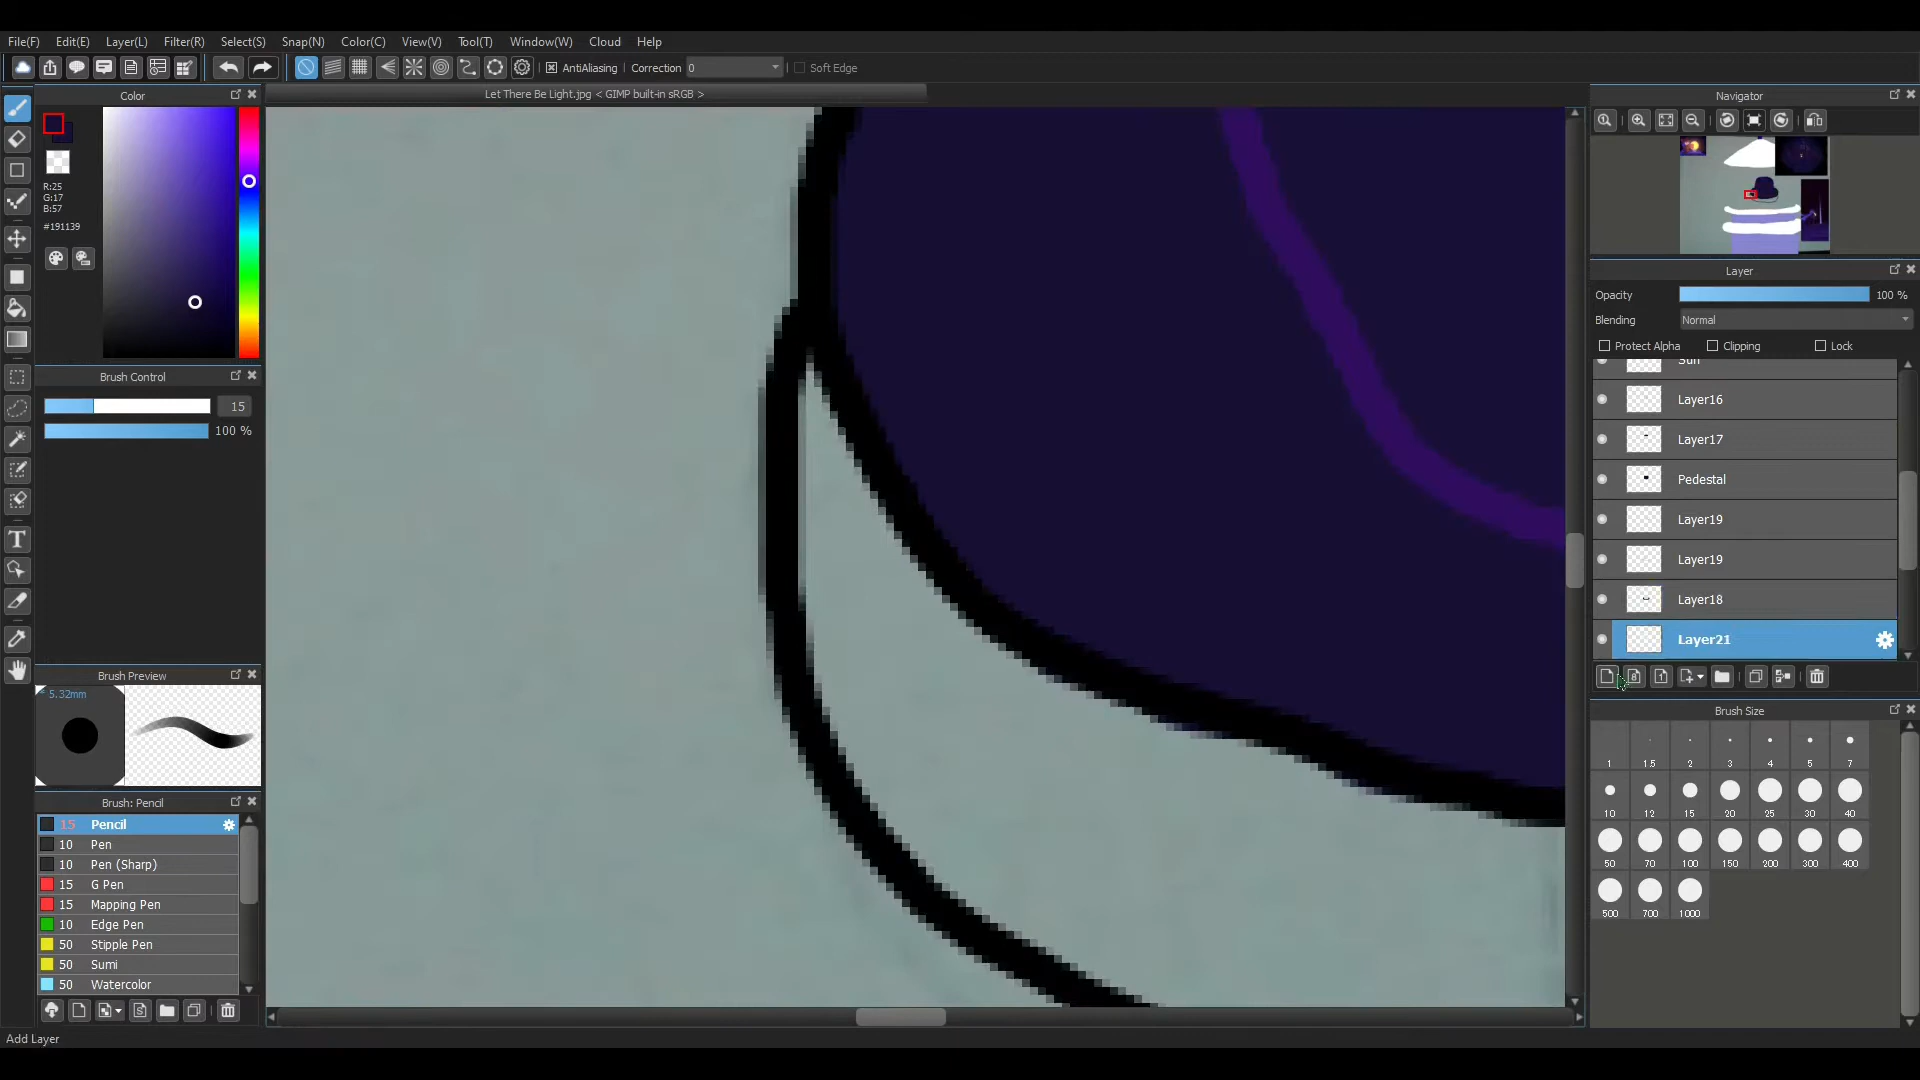 File(F) Edit(E) Layer(L) Filter(R) Select(S) Snap(N) Color(C) View(V) Tool(T) Window(W) Cloud Help
AntiAliasing Correction 0 Soft Edge
Color
Let There Be Light.jpg < GIMP built-in sRGB >
Navigator
R:25
G:17
B:57
#191139
Layer
Opacity 100 %
Blending Normal
Protect Alpha Clipping Lock
Sun
Layer16
Layer17
Pedestal
Layer19
Layer19
Layer18
Layer21
Brush Control
15
100 %
Brush Preview
5.32mm
Brush: Pencil
15 Pencil
10 Pen
10 Pen (Sharp)
15 G Pen
15 Mapping Pen
10 Edge Pen
50 Stipple Pen
50 Sumi
50 Watercolor
Brush Size
1 1.5 2 3 4 5 7
10 12 15 20 25 30 40
50 70 100 150 200 300 400
500 700 1000
Add Layer